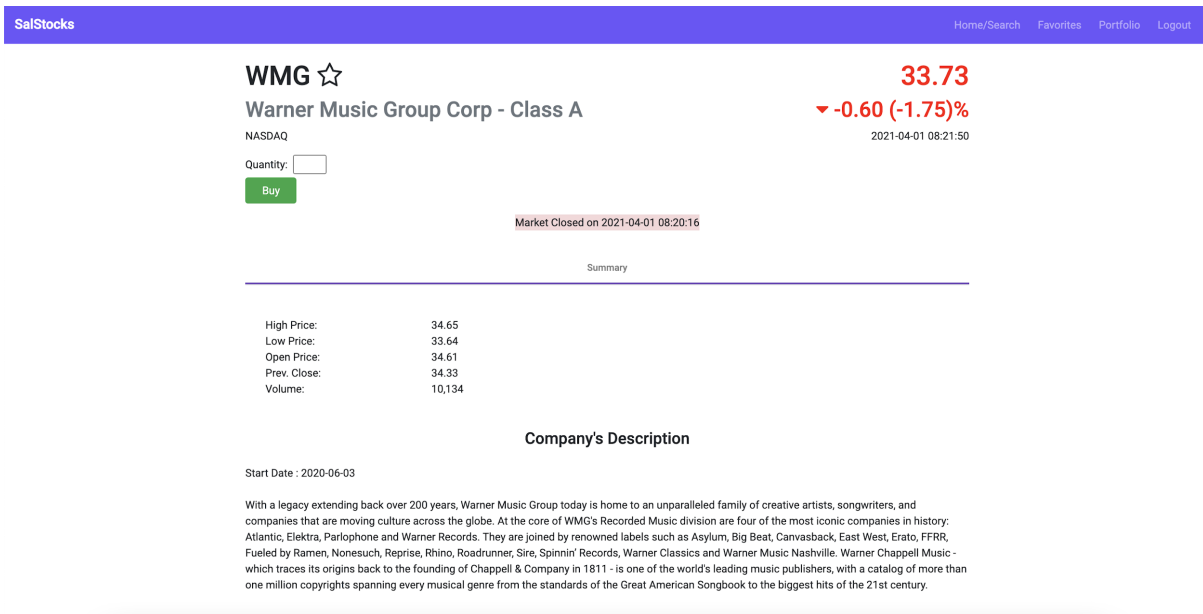 SalStocks Home/Search Favorites Portfolio Logout
WMG 33.73
Warner Music Group Corp - Class A -0.60 (-1.75)%
NASDAQ 2021-04-01 08:21:50
Quantity:
Buy
Market Closed on 2021-04-01 08:20:16
Summary
High Price: 34.65
Low Price: 33.64
Open Price: 34.61
Prev. Close: 34.33
Volume: 10,134
Company's Description
Start Date : 2020-06-03
With a legacy extending back over 200 years, Warner Music Group today is home to an unparalleled family of creative artists, songwriters, and
companies that are moving culture across the globe. At the core of WMG's Recorded Music division are four of the most iconic companies in history:
Atlantic, Elektra, Parlophone and Warner Records. They are joined by renowned labels such as Asylum, Big Beat, Canvasback, East West, Erato, FFRR,
Fueled by Ramen, Nonesuch, Reprise, Rhino, Roadrunner, Sire, Spinnin' Records, Warner Classics and Warner Music Nashville. Warner Chappell Music -
which traces its origins back to the founding of Chappell & Company in 1811 - is one of the world's leading music publishers, with a catalog of more than
one million copyrights spanning every musical genre from the standards of the Great American Songbook to the biggest hits of the 21st century.